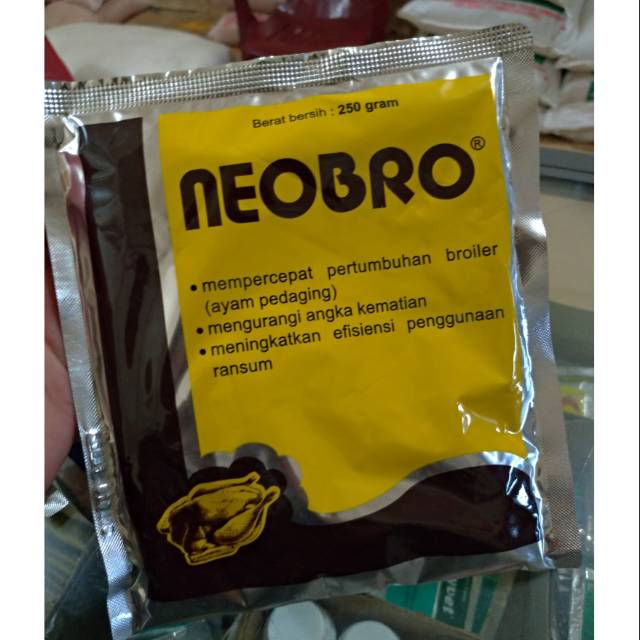 Berat bersih : 250 gram
NEOBRO®
• mempercepat pertumbuhan broiler
(ayam pedaging)
• mengurangi angka kematian
• meningkatkan efisiensi penggunaan
ransum